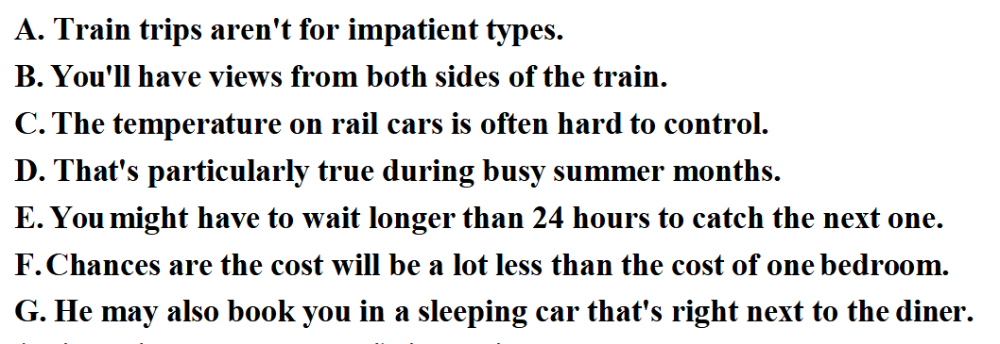 A. Train trips aren't for impatient types.
B. You'll have views from both sides of the train.
C. The temperature on rail cars is often hard to control.
D. That's particularly true during busy summer months.
E. You might have to wait longer than 24 hours to catch the next one.
F. Chances are the cost will be a lot less than the cost of one bedroom.
G. He may also book you in a sleeping car that's right next to the diner.